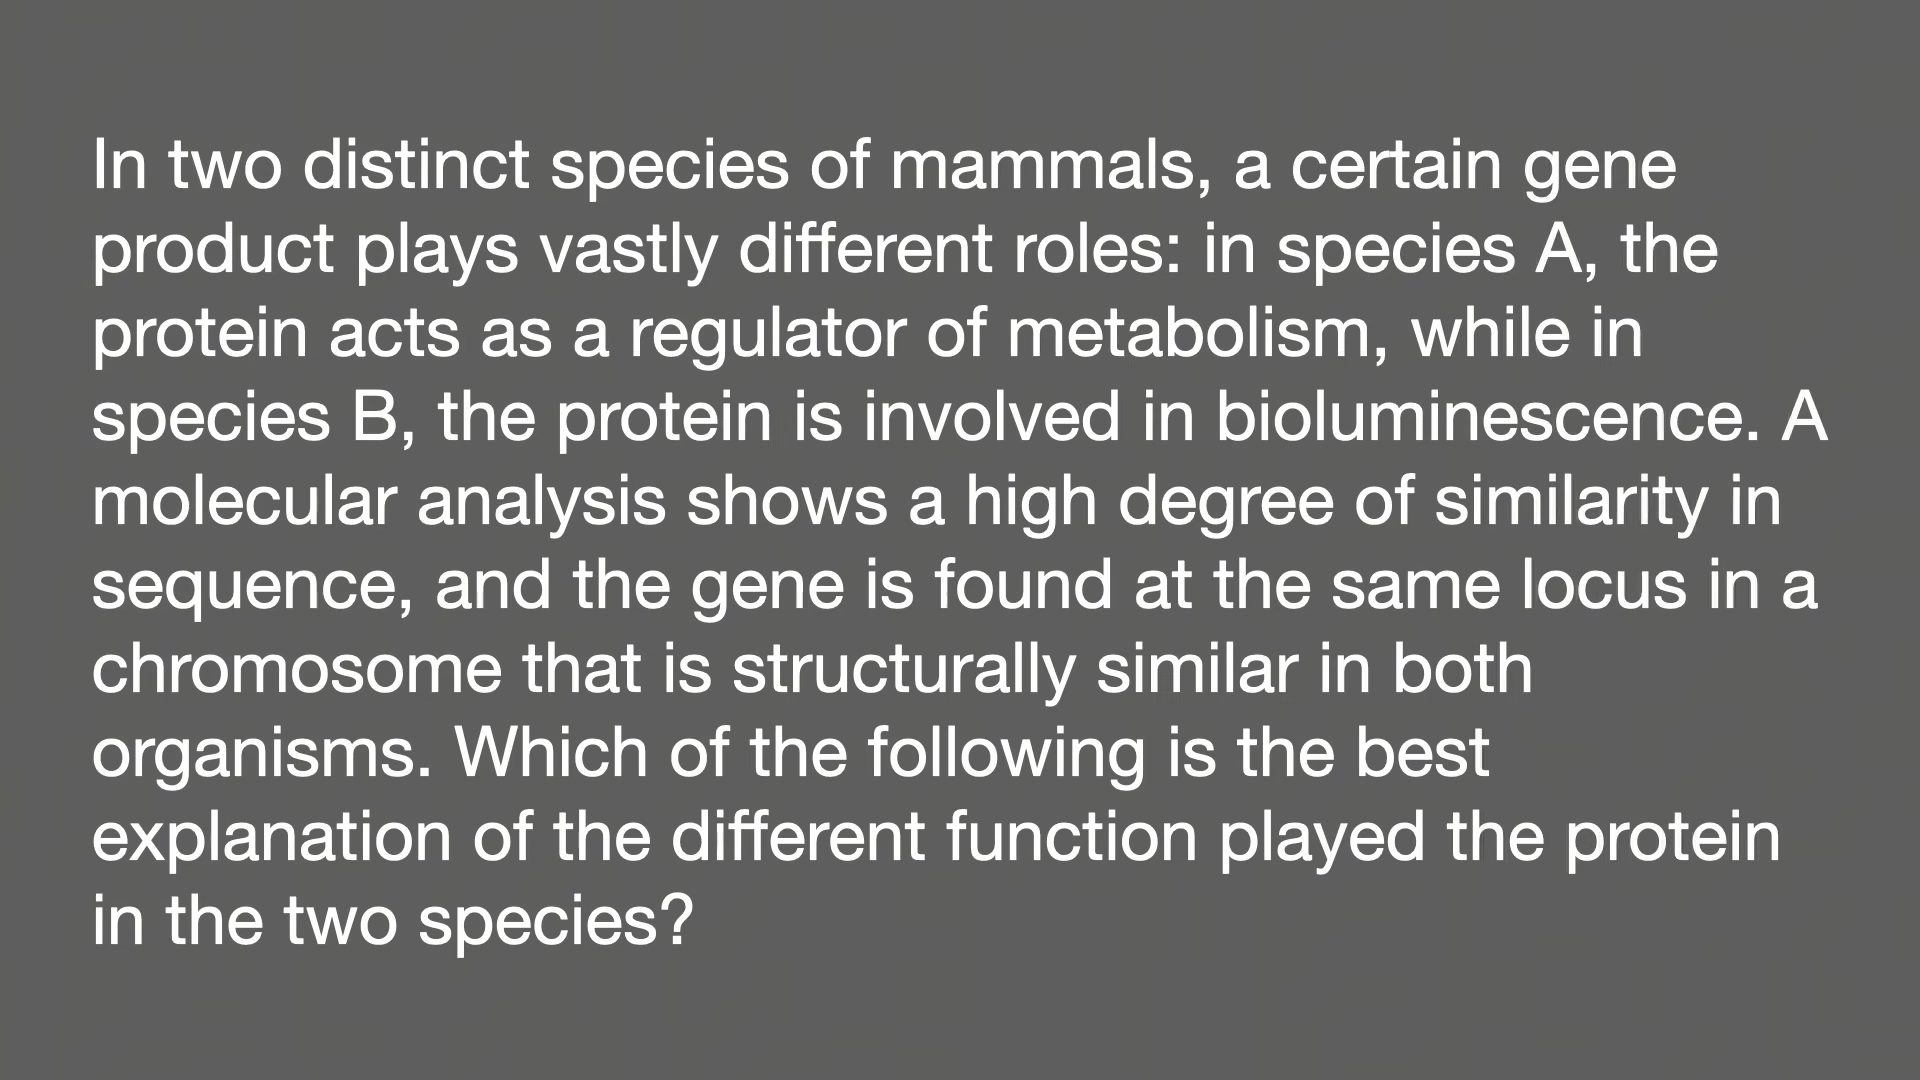 In two distinct species of mammals, a certain gene
product plays vastly different roles: in species A, the
protein acts as a regulator of metabolism, while in
species B, the protein is involved in bioluminescence. A
molecular analysis shows a high degree of similarity in
sequence, and the gene is found at the same locus in a
chromosome that is structurally similar in both
organisms. Which of the following is the best
explanation of the different function played the protein
in the two species?